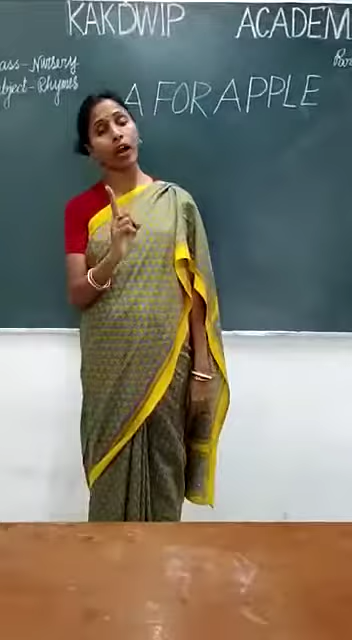 KAKDWIP ACADEM
ass - Nursery
bject - Rhymes
A FOR APPLE